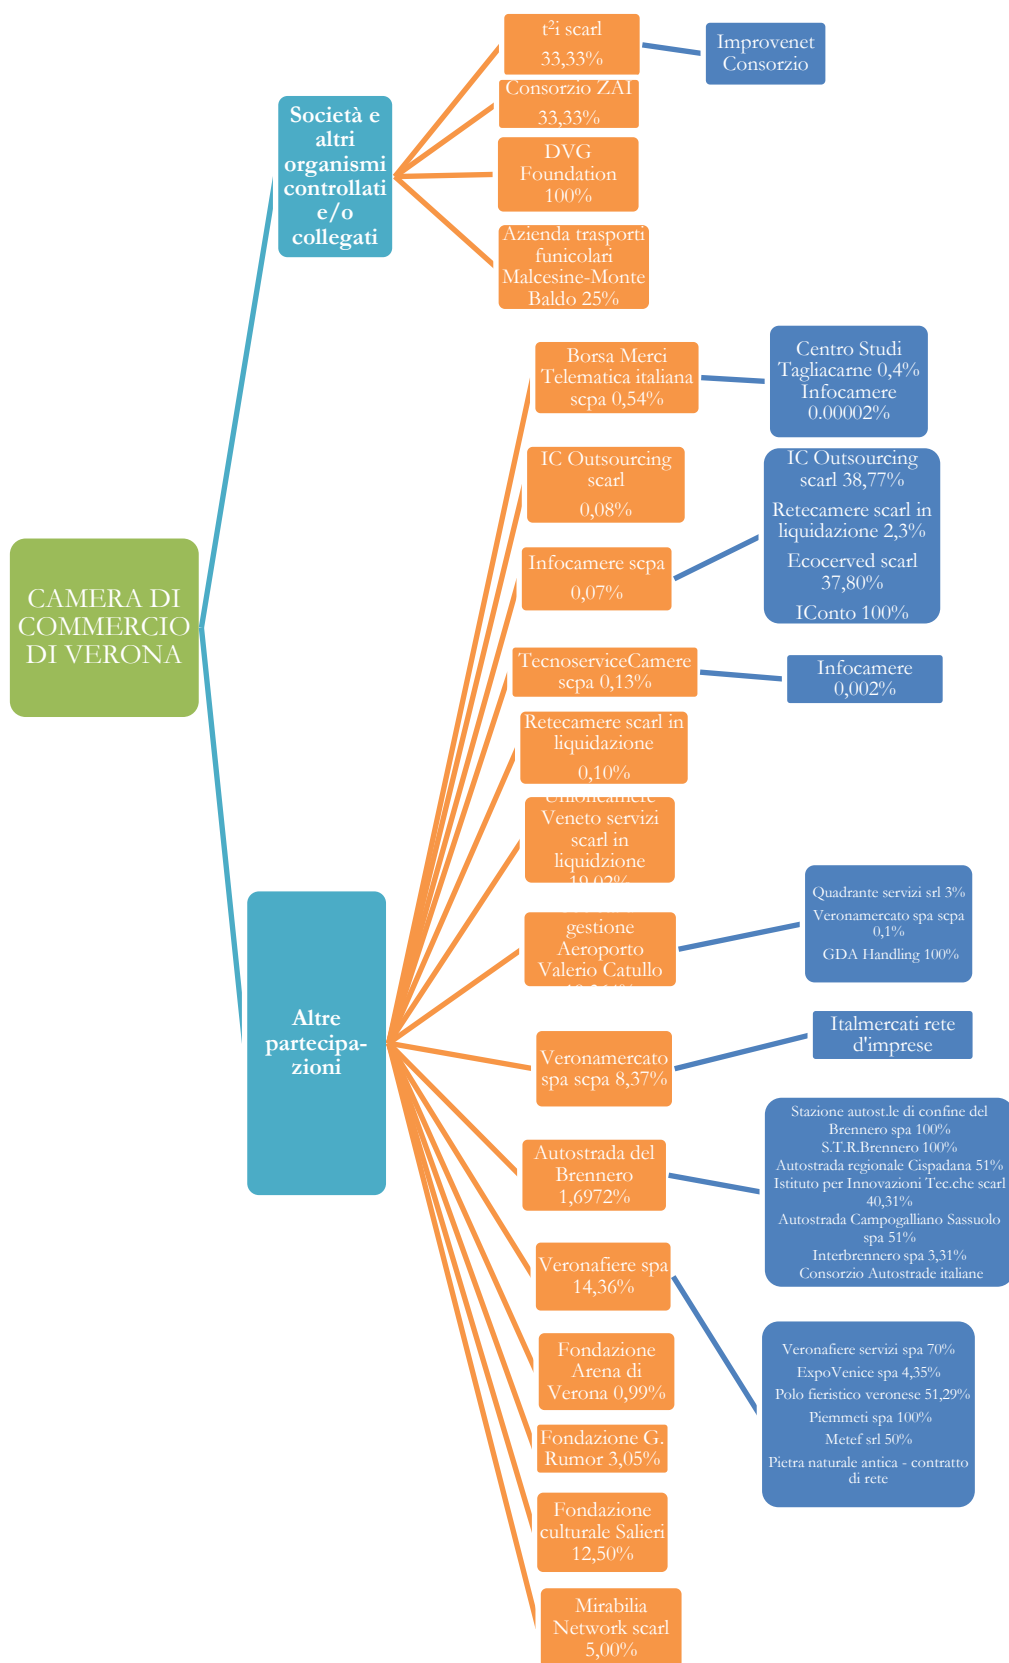 CAMERA DI
COMMERCIO
DI VERONA
Società e
altri
organismi
controllati
e/o
collegati
t²i scarl
33,33%
Improvenet
Consorzio
Consorzio ZAI
33,33%
DVG
Foundation
100%
Azienda trasporti
funicolari
Malcesine-Monte
Baldo 25%
Altre
partecipa-
zioni
Borsa Merci
Telematica italiana
scpa 0,54%
Centro Studi
Tagliacarne 0,4%
Infocamere
0.00002%
IC Outsourcing
scarl
0,08%
Infocamere scpa
0,07%
IC Outsourcing
scarl 38,77%
Retecamere scarl in
liquidazione 2,3%
Ecocerved scarl
37,80%
IConto 100%
TecnoserviceCamere
scpa 0,13%
Infocamere
0,002%
Retecamere scarl in
liquidazione
0,10%
Unioncamere
Veneto servizi
scarl in
liquidzione
19,02%
gestione
Aeroporto
Valerio Catullo
Quadrante servizi srl 3%
Veronamercato spa scpa
0,1%
GDA Handling 100%
Veronamercato
spa scpa 8,37%
Italmercati rete
d'imprese
Autostrada del
Brennero
1,6972%
Stazione autost.le di confine del
Brennero spa 100%
S.T.R.Brennero 100%
Autostrada regionale Cispadana 51%
Istituto per Innovazioni Tec.che scarl
40,31%
Autostrada Campogalliano Sassuolo
spa 51%
Interbrennero spa 3,31%
Consorzio Autostrade italiane
Veronafiere spa
14,36%
Veronafiere servizi spa 70%
ExpoVenice spa 4,35%
Polo fieristico veronese 51,29%
Piemmeti spa 100%
Metef srl 50%
Pietra naturale antica - contratto
di rete
Fondazione
Arena di
Verona 0,99%
Fondazione G.
Rumor 3,05%
Fondazione
culturale Salieri
12,50%
Mirabilia
Network scarl
5,00%